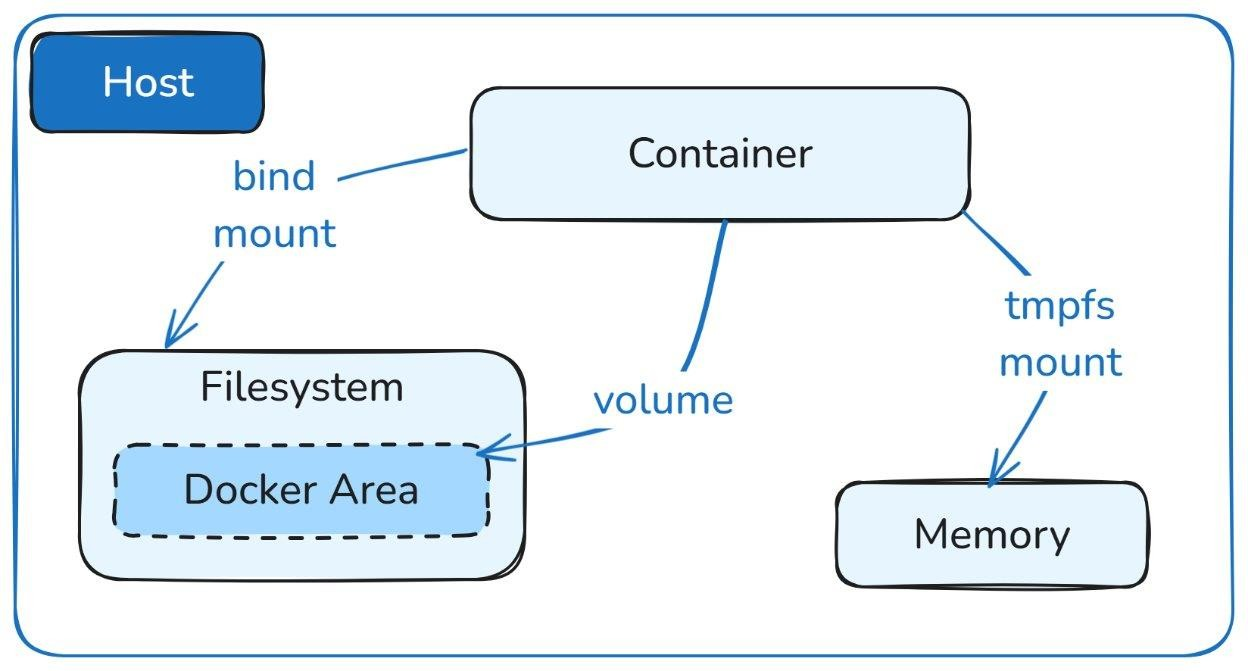 Host
Container
bind
mount
tmpfs
mount
Filesystem
volume
Docker Area
Memory